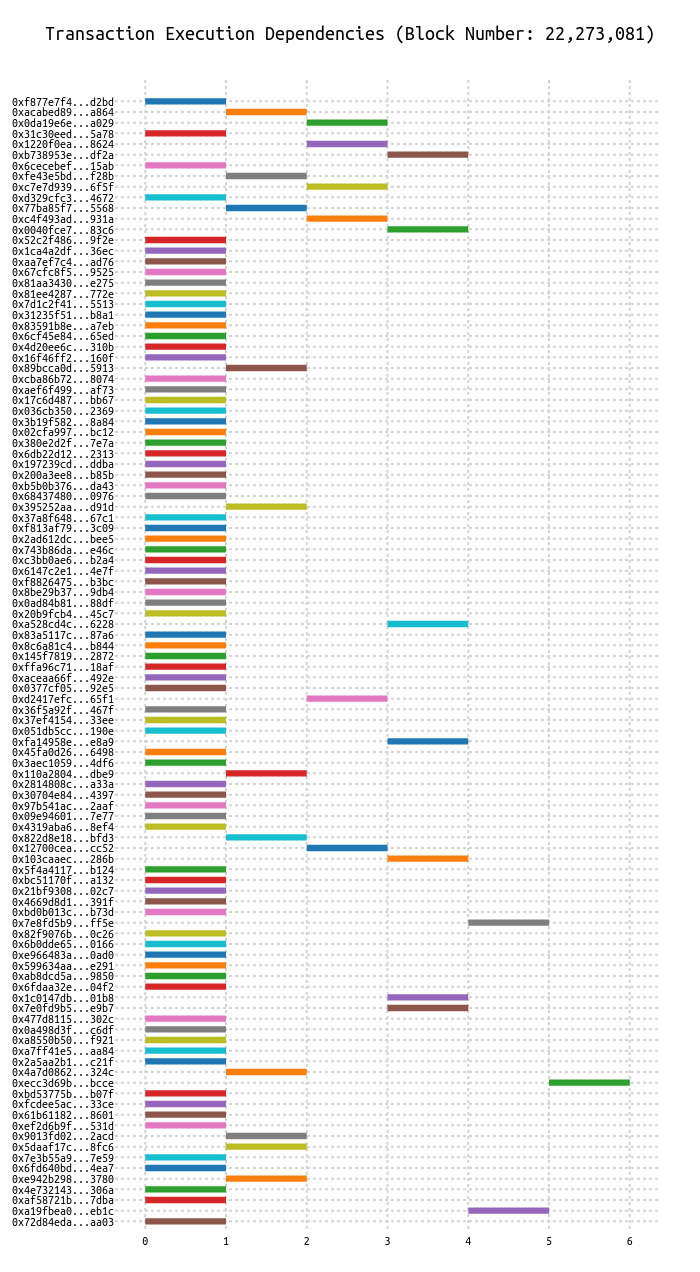 Transaction Execution Dependencies (Block Number: 22,273,081)
0xf877e7f4...d2bd
0xacabed89...a864
0x0da19e6e...a029
0x31c30eed...5a78
0x1220f0ea...8624
0xb738953e...df2a
0x6cecebef...15ab
0xfe43e5bd...f28b
0xc7e7d939...6f5f
0xd329cfc3...4672
0x77ba85f7...5568
0xc4f493ad...931a
0x0040fce7...83c6
0x52c2f486...9f2e
0x1ca4a2df...36ec
0xaa7ef7c4...ad76
0x67cfc8f5...9525
0x81aa3430...e275
0x81ee4287...772e
0x7d1c2f41...5513
0x31235f51...b8a1
0x83591b8e...a7eb
0x6cf45e84...65ed
0x4d20ee6c...310b
0x16f46ff2...160f
0x89bcca0d...5913
0xcba86b72...8074
0xaef6f499...af73
0x17c6d487...bb67
0x036cb350...2369
0x3b19f582...8a84
0x02cfa997...bc12
0x380e2d2f...7e7a
0x6db22d12...2313
0x197239cd...ddba
0x200a3ee8...b85b
0xb5b0b376...da43
0x68437480...0976
0x395252aa...d91d
0x37a8f648...67c1
0xf813af79...3c09
0x2ad612dc...bee5
0x743b86da...e46c
0xc3bb0ae6...b2a4
0x6147c2e1...4e7f
0xf8826475...b3bc
0x8be29b37...9db4
0x0ad84b81...88df
0x20b9fcb4...45c7
0xa528cd4c...6228
0x83a5117c...87a6
0x8c6a81c4...b844
0x145f7819...2872
0xffa96c71...18af
0xaceaa66f...492e
0x0377cf05...92e5
0xd2417efc...65f1
0x36f5a92f...467f
0x37ef4154...33ee
0x051db5cc...190e
0xfa14958e...e8a9
0x45fa0d26...6498
0x3aec1059...4df6
0x110a2804...dbe9
0x2814808c...a33a
0x30704e84...4397
0x97b541ac...2aaf
0x09e94601...7e77
0x4319aba6...8ef4
0x822d8e18...bfd3
0x12700cea...cc52
0x103caaec...286b
0x5f4a4117...b124
0xbc51170f...a132
0x21bf9308...02c7
0x4669d8d1...391f
0xbd0b013c...b73d
0x7e8fd5b9...ff5e
0x82f9076b...0c26
0x6b0dde65...0166
0xe966483a...0ad0
0x599634aa...e291
0xab8dcd5a...9850
0x6fdaa32e...04f2
0x1c0147db...01b8
0x7e0fd9b5...e9b7
0x477d8115...302c
0x0a498d3f...c6df
0xa8550b50...f921
0xa7ff41e5...aa84
0x2a5aa2b1...c21f
0x4a7d0862...324c
0xecc3d69b...bcce
0xbd53775b...b07f
0xfcdee5ac...33ce
0x61b61182...8601
0xef2d6b9f...531d
0x9013fd02...2acd
0x5daaf17c...8fc6
0x7e3b55a9...7e59
0x6fd640bd...4ea7
0xe942b298...3780
0x4e732143...306a
0xaf58721b...7dba
0xa19fbea0...eb1c
0x72d84eda...aa03
0 1 2 3 4 5 6